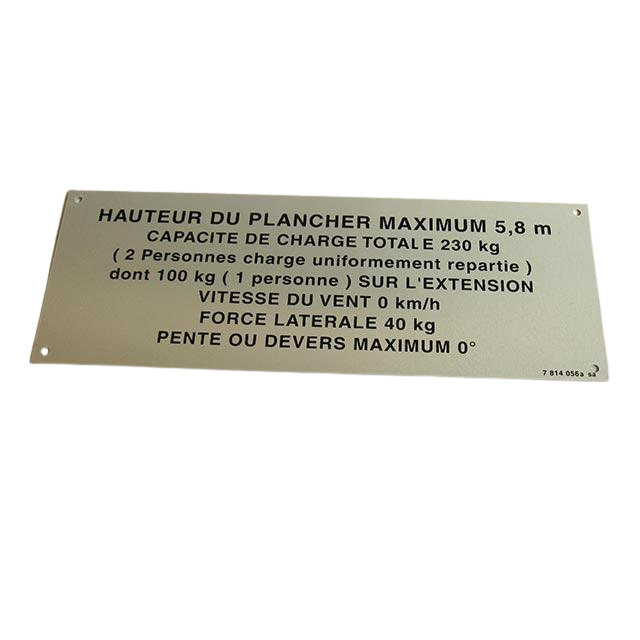 HAUTEUR DU PLANCHER MAXIMUM 5,8 m
CAPACITE DE CHARGE TOTALE 230 kg
( 2 Personnes charge uniformement repartie )
dont 100 kg ( 1 personne ) SUR L'EXTENSION
VITESSE DU VENT 0 km/h
FORCE LATERALE 40 kg
PENTE OU DEVERS MAXIMUM 0°
7 814 056a sa